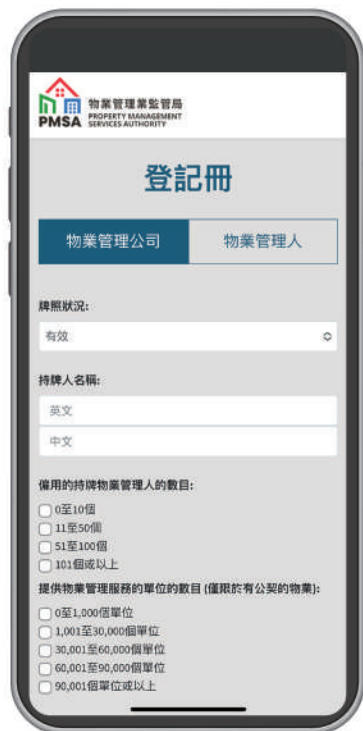 物業管理業監管局
PMSA PROPERTY MANAGEMENT
SERVICES AUTHORITY
登記冊
物業管理公司 物業管理人
牌照狀況:
有效
持牌人名稱:
英文
中文
僱用的持牌物業管理人的數目:
0至10個
11至50個
51至100個
101個或以上
提供物業管理服務的單位的數目 (僅限於有公契的物業):
0至1,000個單位
1,001至30,000個單位
30,001至60,000個單位
60,001至90,000個單位
90,001個單位或以上